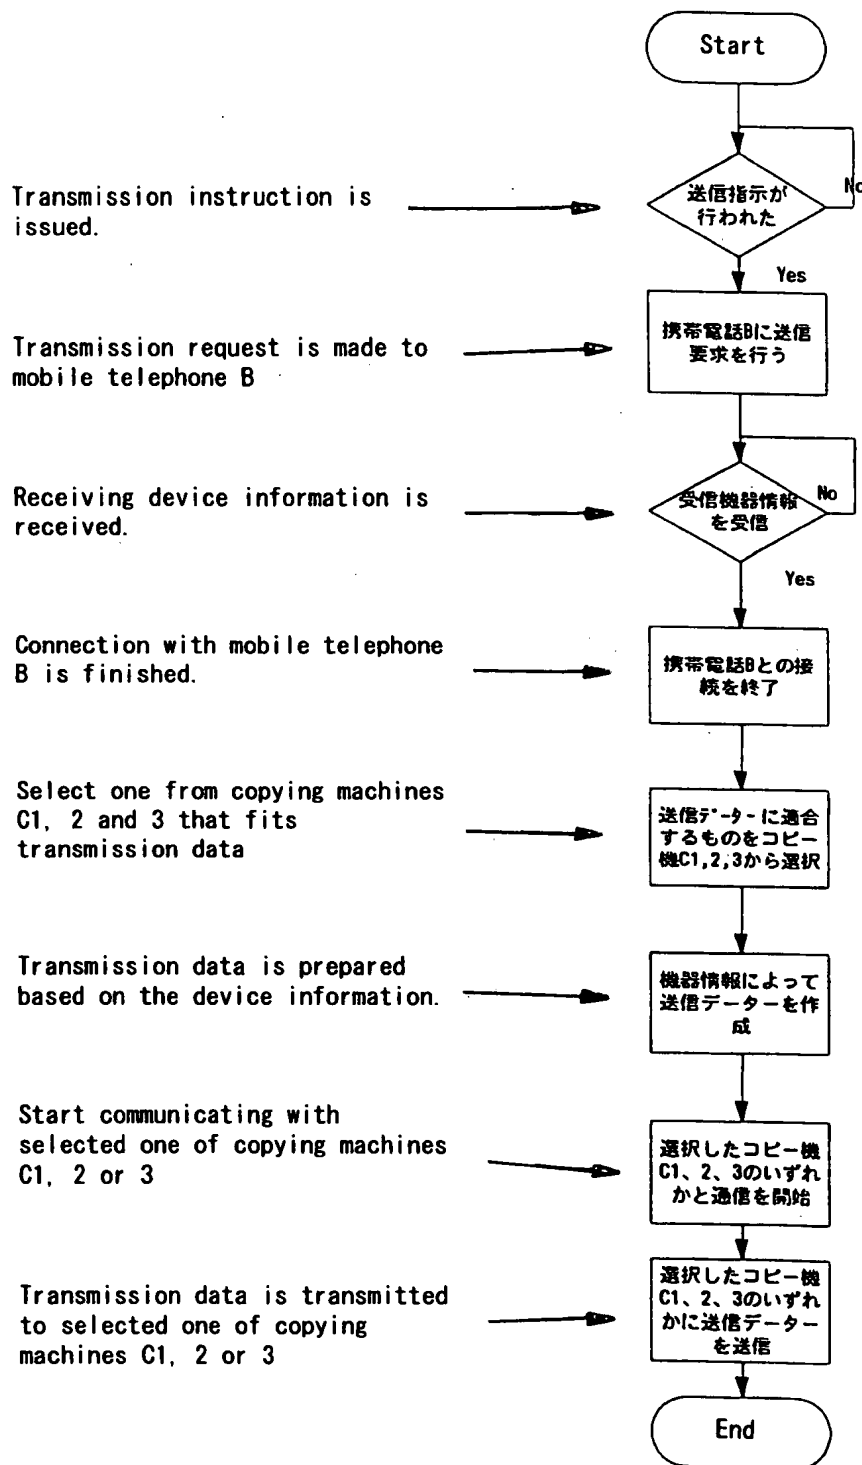 Start
Transmission instruction is
issued.
送信指示が
行われた
No
Yes
Transmission request is made to
mobile telephone B
携帯電話Bに送信
要求を行う
Receiving device information is
received.
受信機器情報
を受信
No
Yes
Connection with mobile telephone
B is finished.
携帯電話Bとの接
続を終了
Select one from copying machines
C1, 2 and 3 that fits
transmission data
送信ﾃﾞｰﾀｰに適合
するものをコピー
機C1,2,3から選択
Transmission data is prepared
based on the device information.
機器情報によって
送信データーを作
成
Start communicating with
selected one of copying machines
C1, 2 or 3
選択したコピー機
C1、2、3のいずれ
かと通信を開始
Transmission data is transmitted
to selected one of copying
machines C1, 2 or 3
選択したコピー機
C1、2、3のいずれ
かに送信データー
を送信
End